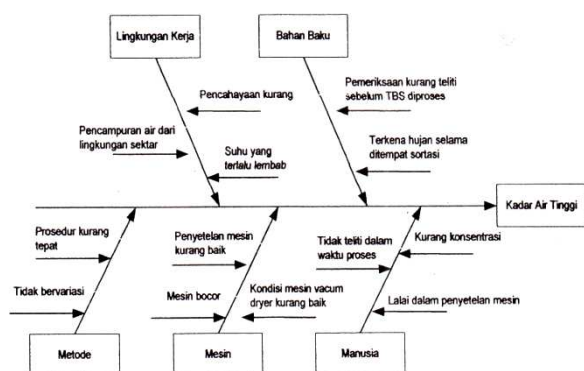 Lingkungan Kerja
Bahan Baku
Pencahayaan kurang
Pencampuran air dari
lingkungan sektar
Suhu yang
terlalu lembab
Pemeriksaan kurang teliti
sebelum TBS diproses
Terkena hujan selama
ditempat sortasi
Kadar Air Tinggi
Prosedur kurang
tepat
Tidak bervariasi
Penyetelan mesin
kurang baik
Mesin bocor
Kondisi mesin vacum
dryer kurang baik
Tidak teliti dalam
waktu proses
Kurang konsentrasi
Lalai dalam penyetelan mesin
Metode
Mesin
Manusia